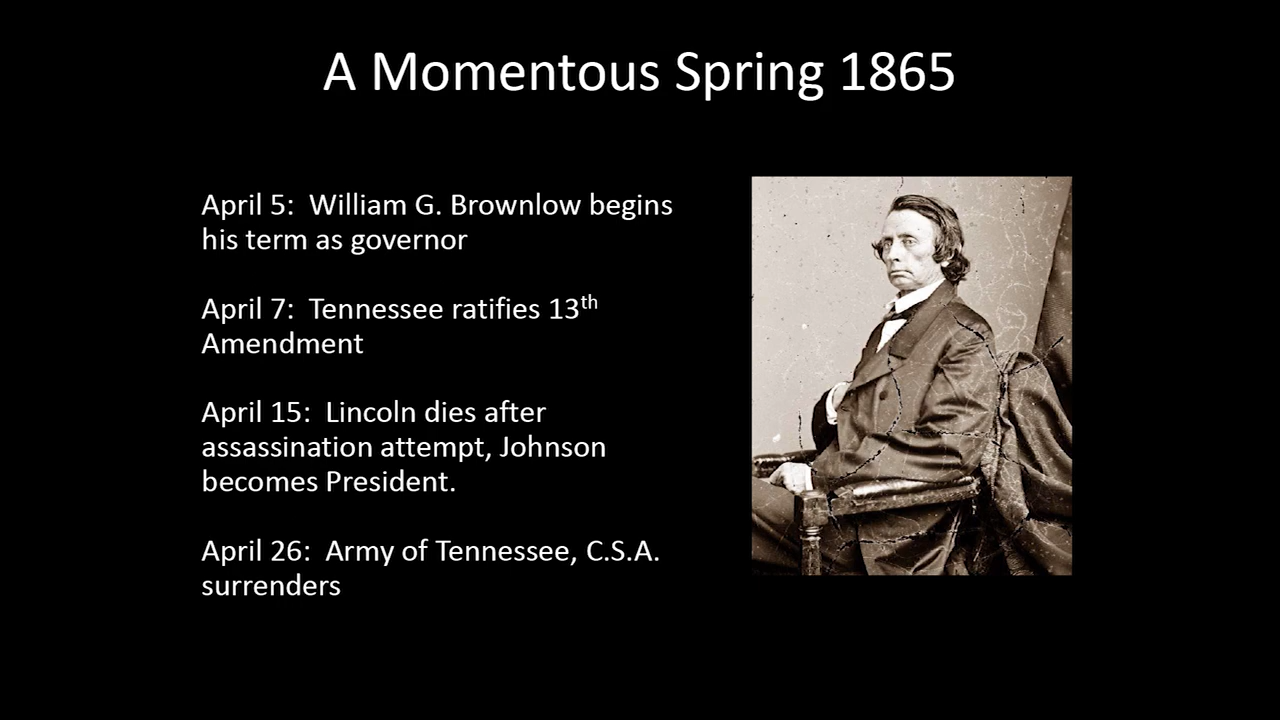 A Momentous Spring 1865
April 5:  William G. Brownlow begins
his term as governor
April 7:  Tennessee ratifies 13th
Amendment
April 15:  Lincoln dies after
assassination attempt, Johnson
becomes President.
April 26:  Army of Tennessee, C.S.A.
surrenders